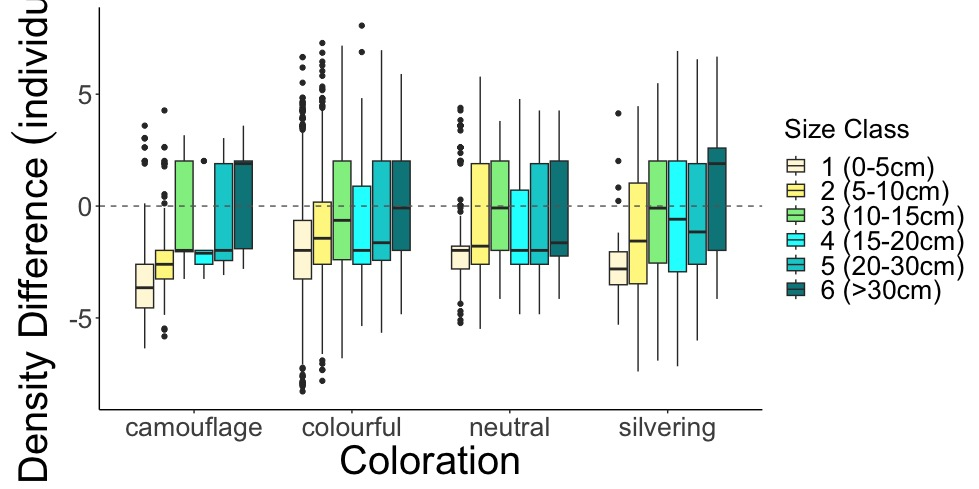 Density Difference (individu
5
0
-5
camouflage colourful neutral silvering
Coloration
Size Class
1 (0-5cm)
2 (5-10cm)
3 (10-15cm)
4 (15-20cm)
5 (20-30cm)
6 (>30cm)